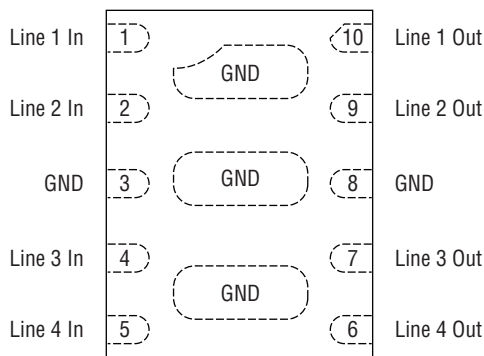 Line 1 In 1 10 Line 1 Out
GND
Line 2 In 2 9 Line 2 Out
GND 3 GND 8 GND
Line 3 In 4 7 Line 3 Out
GND
Line 4 In 5 6 Line 4 Out